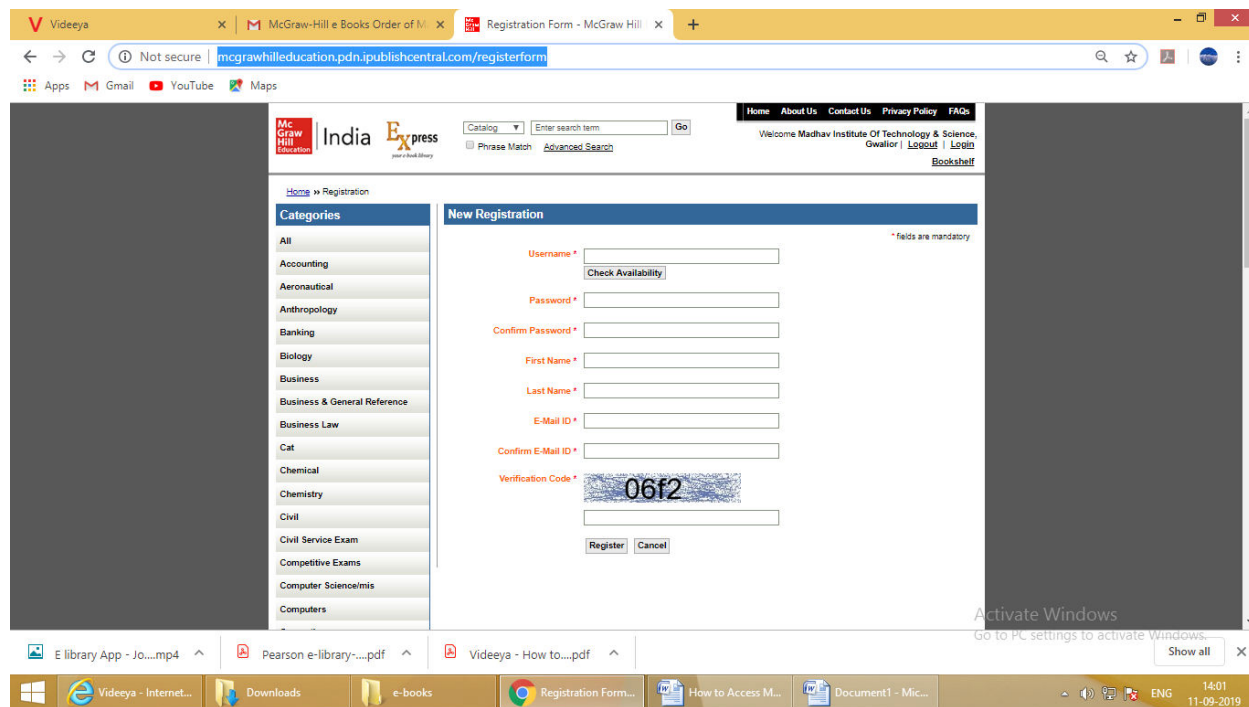 Videeya
McGraw-Hill e Books Order of M
Registration Form - McGraw Hill
Not secure | mcgrawhilleducation.pdn.ipublishcentral.com/registerform
Apps Gmail YouTube Maps
Home About Us Contact Us Privacy Policy FAQs
Mc Graw Hill Education
India
Express
your e-book library
Catalog Enter search term Go
Phrase Match Advanced Search
Welcome Madhav Institute Of Technology & Science,
Gwalior | Logout | Login
Bookshelf
Home » Registration
Categories
All
Accounting
Aeronautical
Anthropology
Banking
Biology
Business
Business & General Reference
Business Law
Cat
Chemical
Chemistry
Civil
Civil Service Exam
Competitive Exams
Computer Science/mis
Computers
New Registration
* fields are mandatory
Username *
Check Availability
Password *
Confirm Password *
First Name *
Last Name *
E-Mail ID *
Confirm E-Mail ID *
Verification Code *
06f2
Register Cancel
Activate Windows
Go to PC settings to activate Windows.
E library App - Jo....mp4
Pearson e-library-....pdf
Videeya - How to....pdf
Show all
Videeya - Internet...
Downloads
e-books
Registration Form...
How to Access M...
Document1 - Mic...
ENG
14:01
11-09-2019